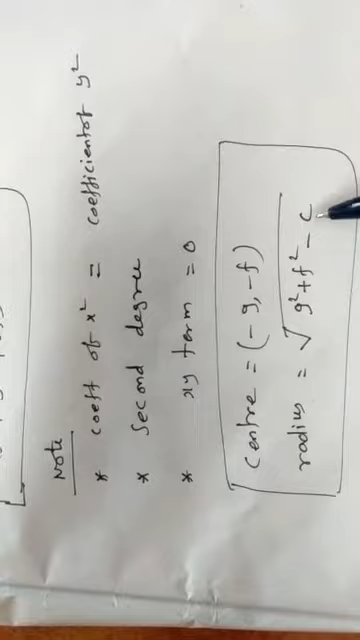 Note
* coeff of x² = coefficient of y²
* Second degree
* xy term = 0
Centre = (-g, -f)
radius = √g²+f²-c